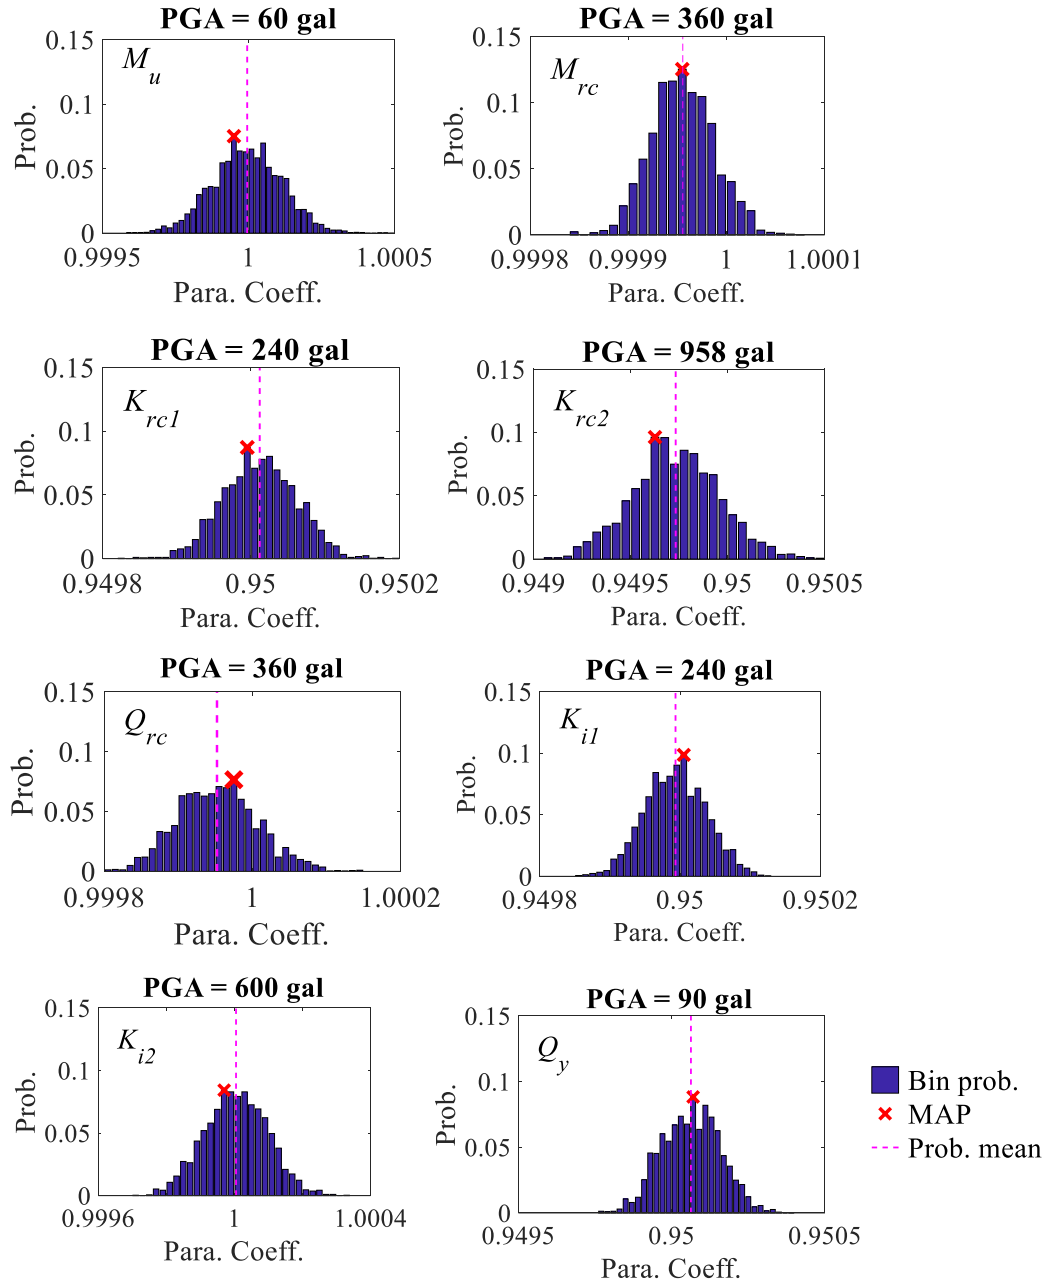 PGA = 60 gal
M_u
0.15
0.1
0.05
0
Prob.
0.9995 1 1.0005
Para. Coeff.
PGA = 360 gal
M_rc
0.15
0.1
0.05
0
Prob.
0.9998 0.9999 1 1.0001
Para. Coeff.
PGA = 240 gal
K_rc1
0.15
0.1
0.05
0
Prob.
0.9498 0.95 0.9502
Para. Coeff.
PGA = 958 gal
K_rc2
0.15
0.1
0.05
0
Prob.
0.949 0.9495 0.95 0.9505
Para. Coeff.
PGA = 360 gal
Q_rc
0.15
0.1
0.05
0
Prob.
0.9998 1 1.0002
Para. Coeff.
PGA = 240 gal
K_i1
0.15
0.1
0.05
0
Prob.
0.9498 0.95 0.9502
Para. Coeff.
PGA = 600 gal
K_i2
0.15
0.1
0.05
0
Prob.
0.9996 1 1.0004
Para. Coeff.
PGA = 90 gal
Q_y
0.15
0.1
0.05
0
Prob.
0.9495 0.95 0.9505
Para. Coeff.
Bin prob.
MAP
Prob. mean